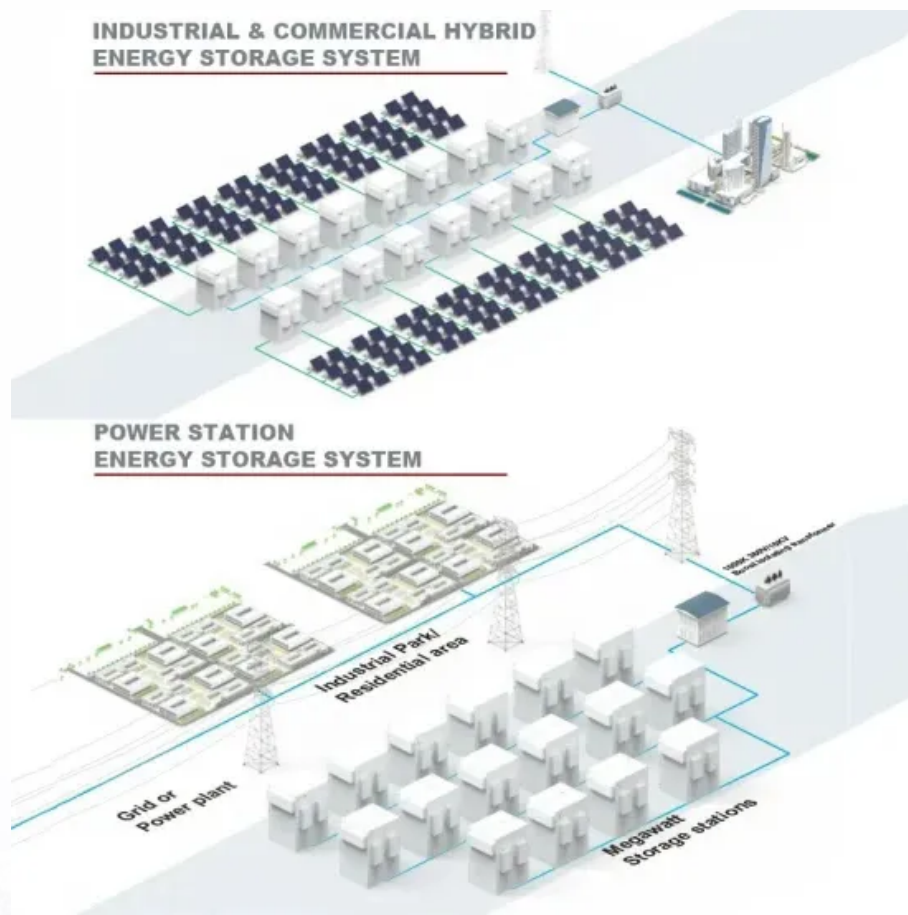 INDUSTRIAL & COMMERCIAL HYBRID
ENERGY STORAGE SYSTEM
POWER STATION
ENERGY STORAGE SYSTEM
Industrial Park/
Residential area
Grid or
Power plant
Megawatt
Storage stations